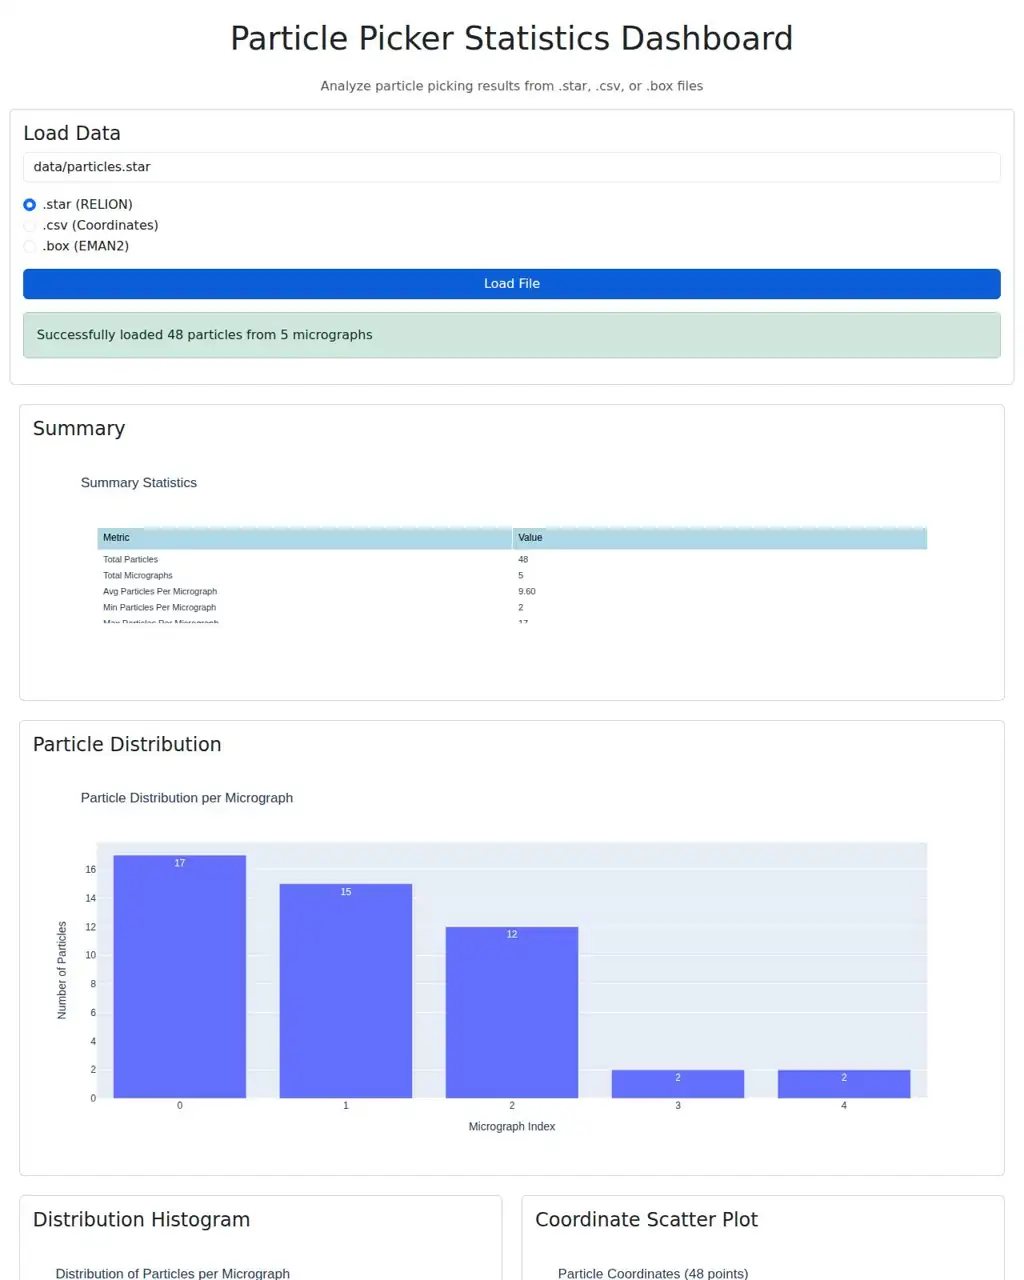 Particle Picker Statistics Dashboard
Analyze particle picking results from .star, .csv, or .box files
Load Data
data/particles.star
.star (RELION)
.csv (Coordinates)
.box (EMAN2)
Load File
Successfully loaded 48 particles from 5 micrographs
Summary
Summary Statistics
Metric Value
Total Particles 48
Total Micrographs 5
Avg Particles Per Micrograph 9.60
Min Particles Per Micrograph 2
Max Particles Per Micrograph 17
Particle Distribution
Particle Distribution per Micrograph
Number of Particles
16
14
12
10
8
6
4
2
0
17
15
12
2
2
0 1 2 3 4
Micrograph Index
Distribution Histogram
Distribution of Particles per Micrograph
Coordinate Scatter Plot
Particle Coordinates (48 points)